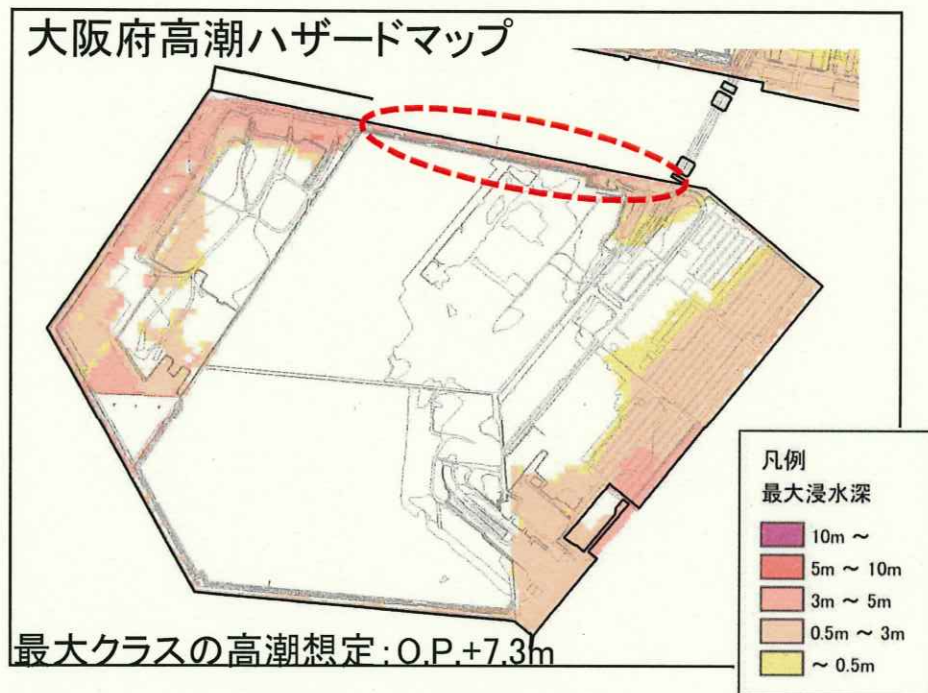 大阪府高潮ハザードマップ
凡例
最大浸水深
10m ～
5m ～ 10m
3m ～ 5m
0.5m ～ 3m
～ 0.5m
最大クラスの高潮想定：O.P.+7.3m